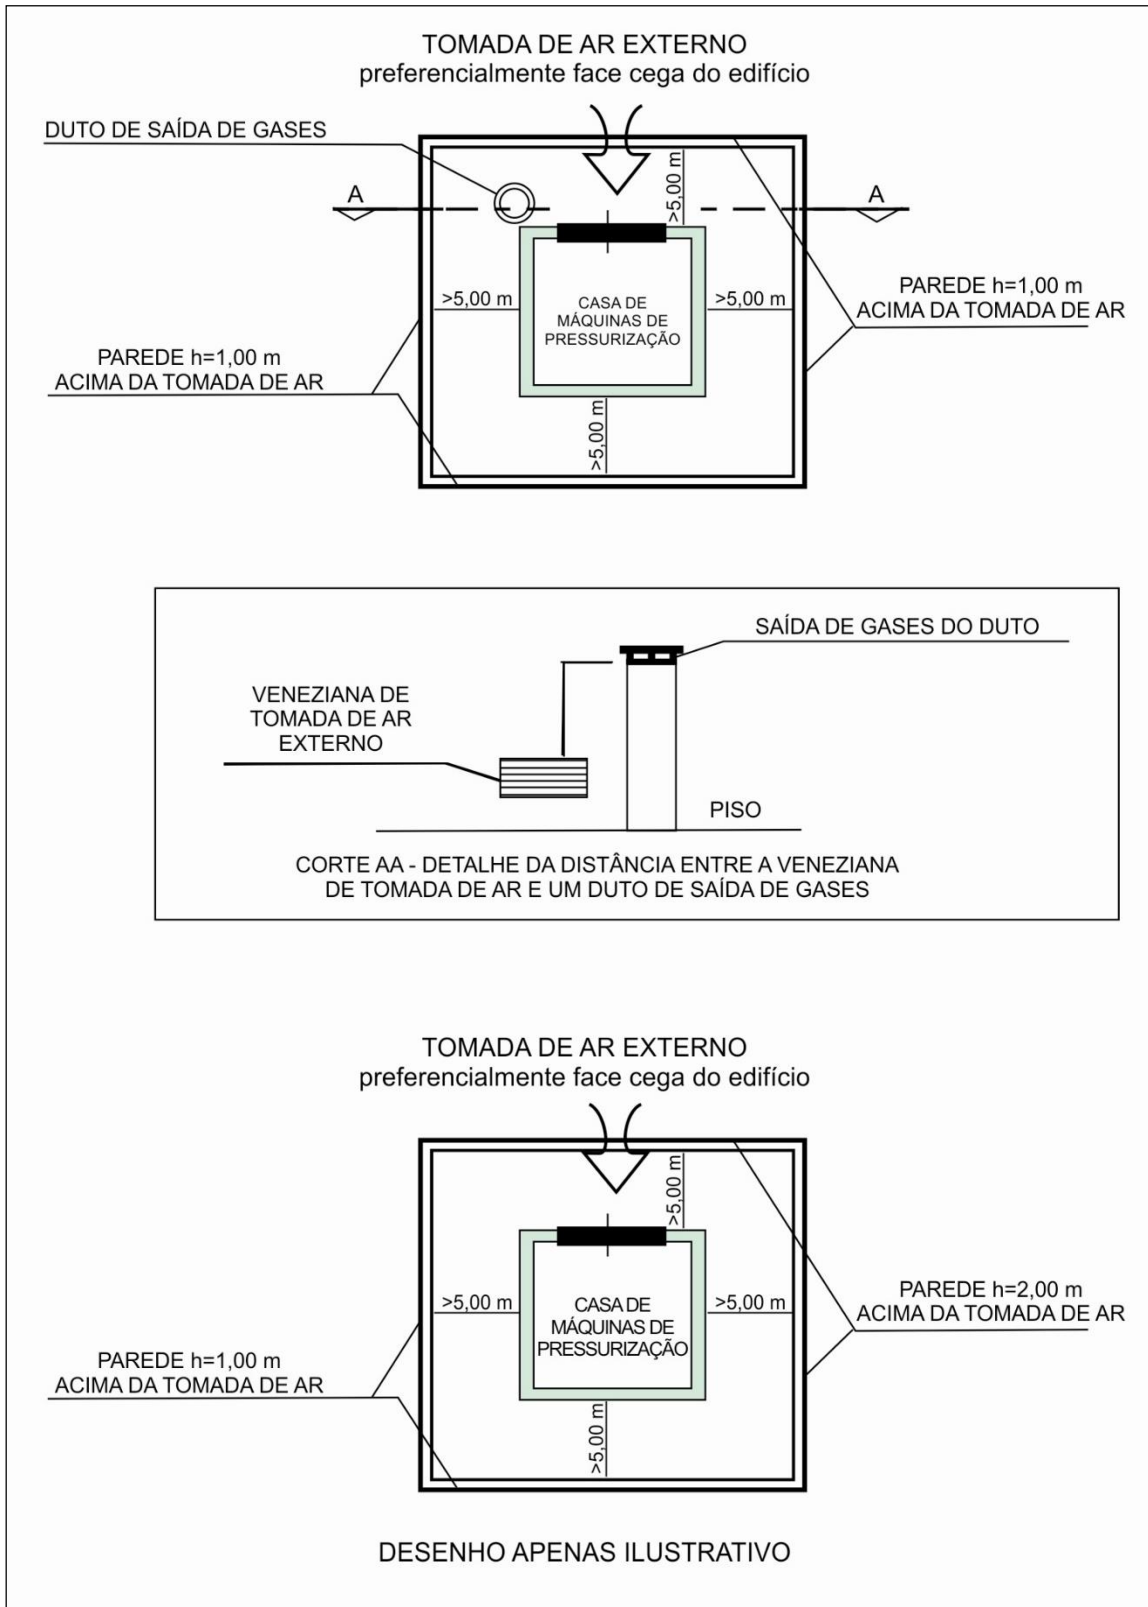 TOMADA DE AR EXTERNO
preferencialmente face cega do edifício
DUTO DE SAÍDA DE GASES
A
A
>5,00 m
>5,00 m
CASA DE
MÁQUINAS DE
PRESSURIZAÇÃO
>5,00 m
PAREDE h=1,00 m
ACIMA DA TOMADA DE AR
PAREDE h=1,00 m
ACIMA DA TOMADA DE AR
>5,00 m
SAÍDA DE GASES DO DUTO
VENEZIANA DE
TOMADA DE AR
EXTERNO
PISO
CORTE AA - DETALHE DA DISTÂNCIA ENTRE A VENEZIANA
DE TOMADA DE AR E UM DUTO DE SAÍDA DE GASES
TOMADA DE AR EXTERNO
preferencialmente face cega do edifício
>5,00 m
>5,00 m
CASA DE
MÁQUINAS DE
PRESSURIZAÇÃO
>5,00 m
PAREDE h=2,00 m
ACIMA DA TOMADA DE AR
PAREDE h=1,00 m
ACIMA DA TOMADA DE AR
>5,00 m
DESENHO APENAS ILUSTRATIVO